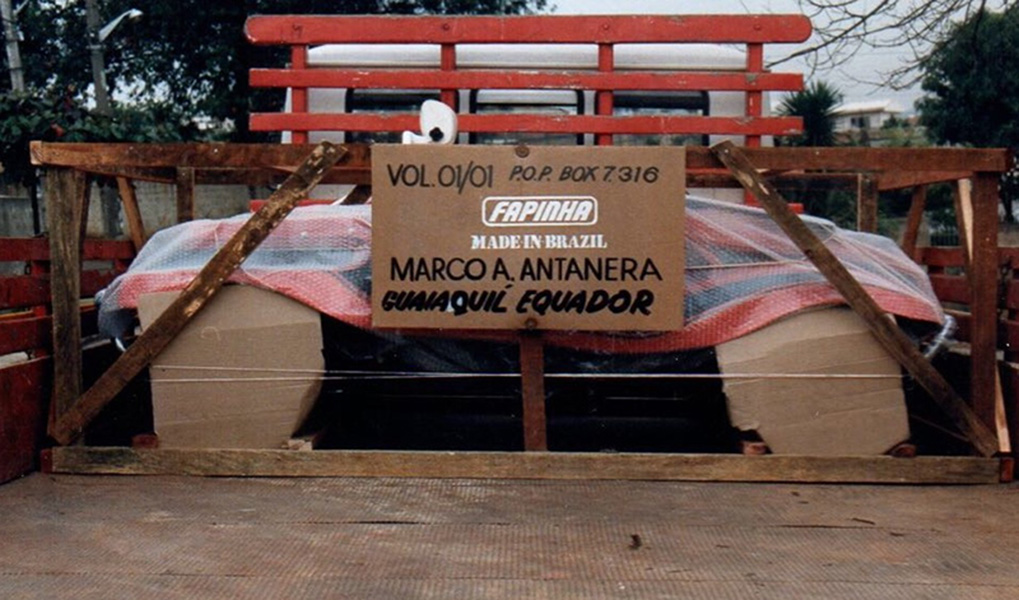 VOL. 01/01 P.O.P. BOX 7.316
FAPINHA
MADE IN BRAZIL
MARCO A. ANTANERA
GUAIAQUIL EQUADOR